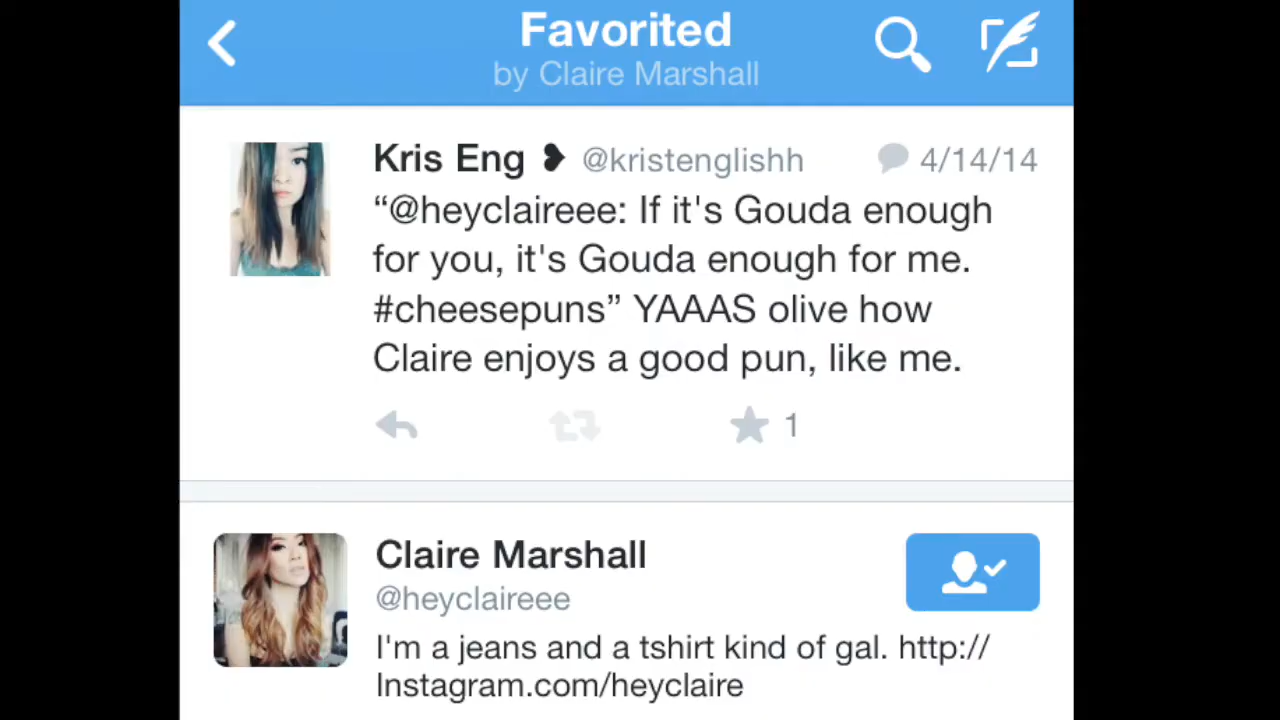 Favorited
by Claire Marshall
Kris Eng ❥ @kristenglishh 4/14/14
“@heyclaireee: If it's Gouda enough
for you, it's Gouda enough for me.
#cheesepuns” YAAAS olive how
Claire enjoys a good pun, like me.
1
Claire Marshall
@heyclaireee
I'm a jeans and a tshirt kind of gal. http://
Instagram.com/heyclaire